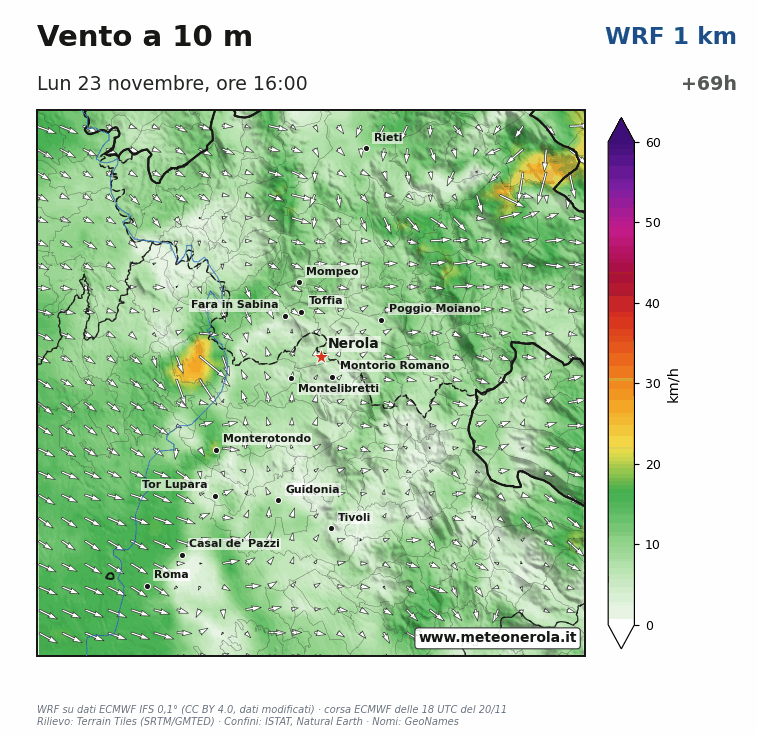 Vento a 10 m
WRF 1 km
Lun 23 novembre, ore 16:00
+69h
Rieti
Mompeo
Toffia
Fara in Sabina
Poggio Moiano
Nerola
Montorio Romano
Montelibretti
Monterotondo
Tor Lupara
Guidonia
Tivoli
Casal de' Pazzi
Roma
www.meteonerola.it
60
50
40
30
20
10
0
km/h
WRF su dati ECMWF IFS 0,1° (CC BY 4.0, dati modificati) · corsa ECMWF delle 18 UTC del 20/11
Rilievo: Terrain Tiles (SRTM/GMTED) · Confini: ISTAT, Natural Earth · Nomi: GeoNames